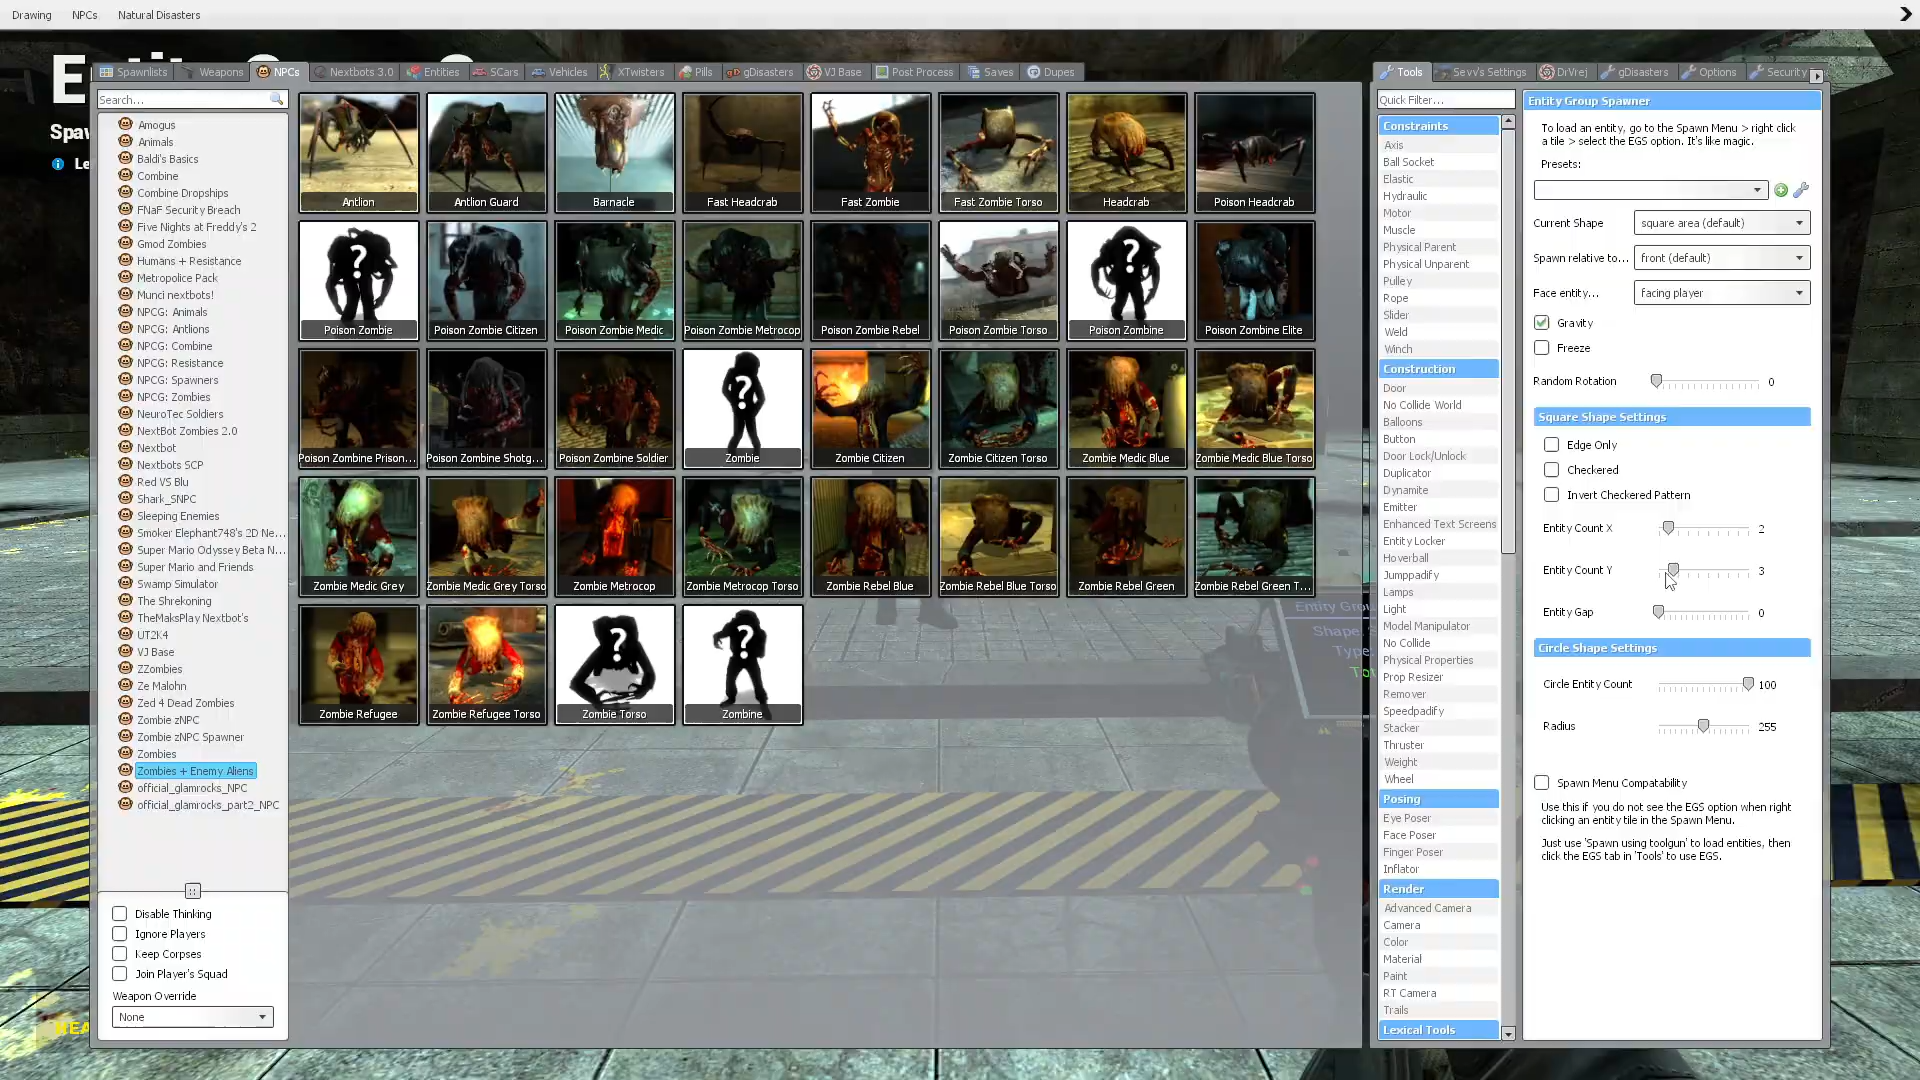 Drawing NPCs Natural Disasters
E
Spaw
Le
Spawnlists Weapons NPCs Nextbots 3.0 Entities SCars Vehicles XTwisters Pills gDisasters VJ Base Post Process Saves Dupes
Search...
Amogus
Animals
Baldi's Basics
Combine
Combine Dropships
FNaF Security Breach
Five Nights at Freddy's 2
Gmod Zombies
Humans + Resistance
Metropolice Pack
Munci nextbots!
NPCG: Animals
NPCG: Antlions
NPCG: Combine
NPCG: Resistance
NPCG: Spawners
NPCG: Zombies
NeuroTec Soldiers
NextBot Zombies 2.0
Nextbot
Nextbots SCP
Red VS Blu
Shark_SNPC
Sleeping Enemies
Smoker Elephant748's 2D Ne...
Super Mario Odyssey Beta N...
Super Mario and Friends
Swamp Simulator
The Shrekoning
TheMaksPlay Nextbot's
UT2K4
VJ Base
ZZombies
Ze Malohn
Zed 4 Dead Zombies
Zombie zNPC
Zombie zNPC Spawner
Zombies
Zombies + Enemy Aliens
official_glamrocks_NPC
official_glamrocks_part2_NPC
Disable Thinking
Ignore Players
Keep Corpses
Join Player's Squad
Weapon Override
None
HEA
Antlion Antlion Guard Barnacle Fast Headcrab Fast Zombie Fast Zombie Torso Headcrab Poison Headcrab
Poison Zombie Poison Zombie Citizen Poison Zombie Medic Poison Zombie Metrocop Poison Zombie Rebel Poison Zombie Torso Poison Zombine Poison Zombine Elite
Poison Zombine Prison... Poison Zombine Shotg... Poison Zombine Soldier Zombie Zombie Citizen Zombie Citizen Torso Zombie Medic Blue Zombie Medic Blue Torso
Zombie Medic Grey Zombie Medic Grey Torso Zombie Metrocop Zombie Metrocop Torso Zombie Rebel Blue Zombie Rebel Blue Torso Zombie Rebel Green Zombie Rebel Green T...
Zombie Refugee Zombie Refugee Torso Zombie Torso Zombine
Entity Grou
Shape:
Type:
Tools Sevv's Settings DrVrej gDisasters Options Security
Quick Filter...
Constraints
Axis
Ball Socket
Elastic
Hydraulic
Motor
Muscle
Physical Parent
Physical Unparent
Pulley
Rope
Slider
Weld
Winch
Construction
Door
No Collide World
Balloons
Button
Door Lock/Unlock
Duplicator
Dynamite
Emitter
Enhanced Text Screens
Entity Locker
Hoverball
Jumppadify
Lamps
Light
Model Manipulator
No Collide
Physical Properties
Prop Resizer
Remover
Speedpadify
Stacker
Thruster
Weight
Wheel
Posing
Eye Poser
Face Poser
Finger Poser
Inflator
Render
Advanced Camera
Camera
Color
Material
Paint
RT Camera
Trails
Lexical Tools
Entity Group Spawner
To load an entity, go to the Spawn Menu > right click
a tile > select the EGS option. It's like magic.
Presets:
Current Shape square area (default)
Spawn relative to... front (default)
Face entity... facing player
Gravity
Freeze
Random Rotation 0
Square Shape Settings
Edge Only
Checkered
Invert Checkered Pattern
Entity Count X 2
Entity Count Y 3
Entity Gap 0
Circle Shape Settings
Circle Entity Count 100
Radius 255
Spawn Menu Compatability
Use this if you do not see the EGS option when right
clicking an entity tile in the Spawn Menu.
Just use 'Spawn using toolgun' to load entities, then
click the EGS tab in 'Tools' to use EGS.